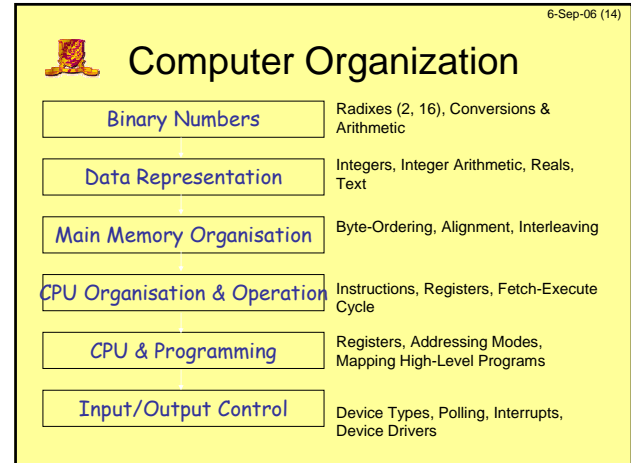 6-Sep-06 (14)
Computer Organization
Binary Numbers
Radixes (2, 16), Conversions &
Arithmetic
Data Representation
Integers, Integer Arithmetic, Reals,
Text
Main Memory Organisation
Byte-Ordering, Alignment, Interleaving
CPU Organisation & Operation
Instructions, Registers, Fetch-Execute
Cycle
CPU & Programming
Registers, Addressing Modes,
Mapping High-Level Programs
Input/Output Control
Device Types, Polling, Interrupts,
Device Drivers